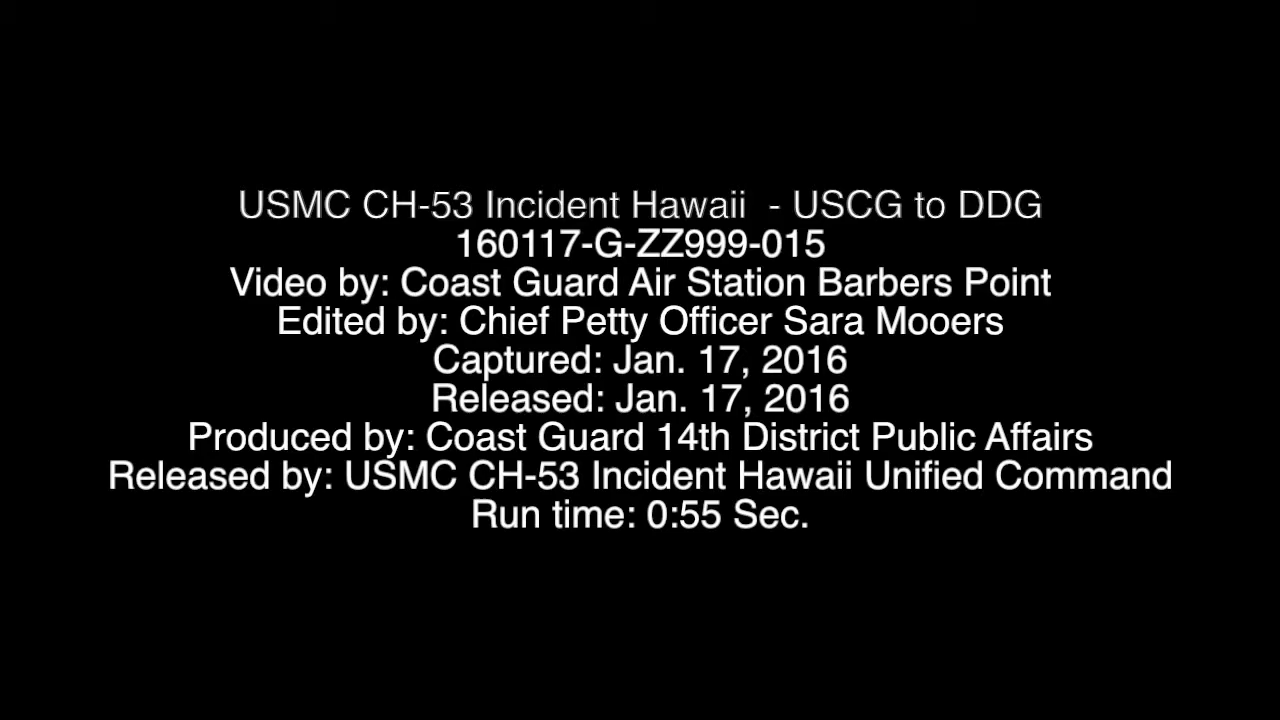 USMC CH-53 Incident Hawaii  - USCG to DDG
160117-G-ZZ999-015
Video by: Coast Guard Air Station Barbers Point
Edited by: Chief Petty Officer Sara Mooers
Captured: Jan. 17, 2016
Released: Jan. 17, 2016
Produced by: Coast Guard 14th District Public Affairs
Released by: USMC CH-53 Incident Hawaii Unified Command
Run time: 0:55 Sec.